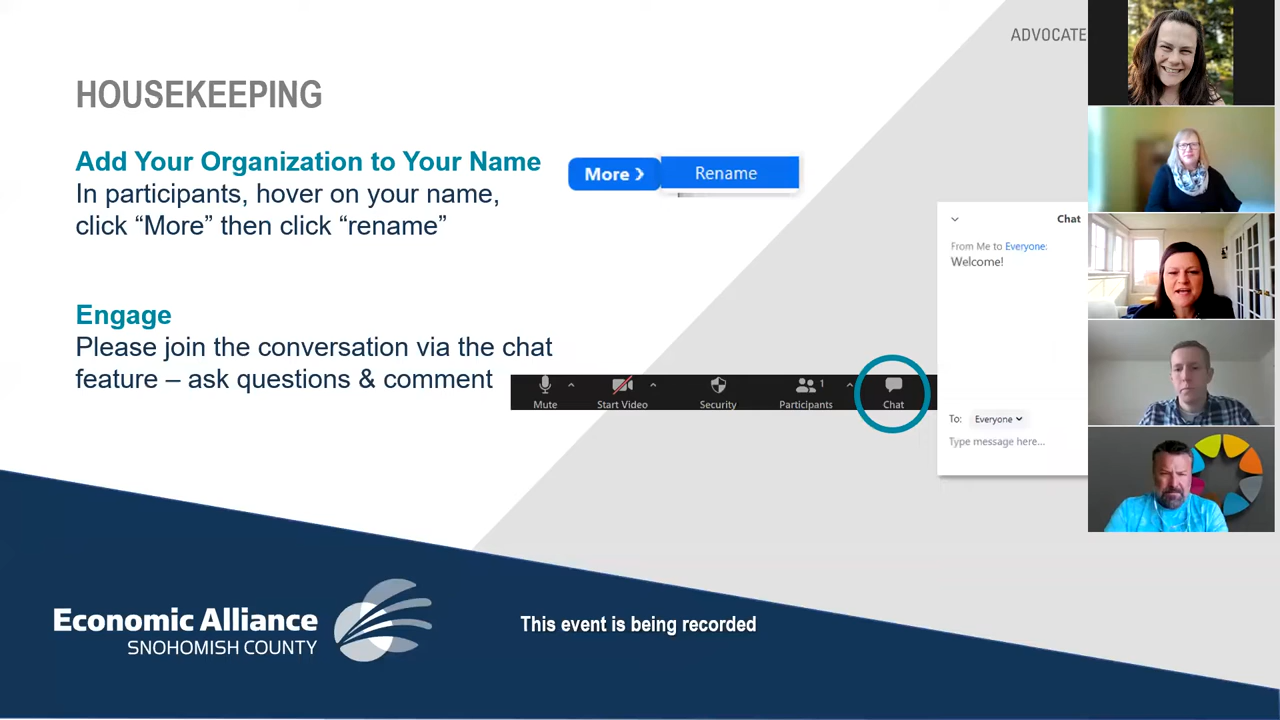 ADVOCATE
HOUSEKEEPING
Add Your Organization to Your Name
In participants, hover on your name,
click “More” then click “rename”
More
Rename
Engage
Please join the conversation via the chat
feature – ask questions & comment
Mute
Start Video
Security
1
Participants
Chat
Chat
From Me to Everyone:
Welcome!
To: Everyone
Type message here...
Economic Alliance
SNOHOMISH COUNTY
This event is being recorded